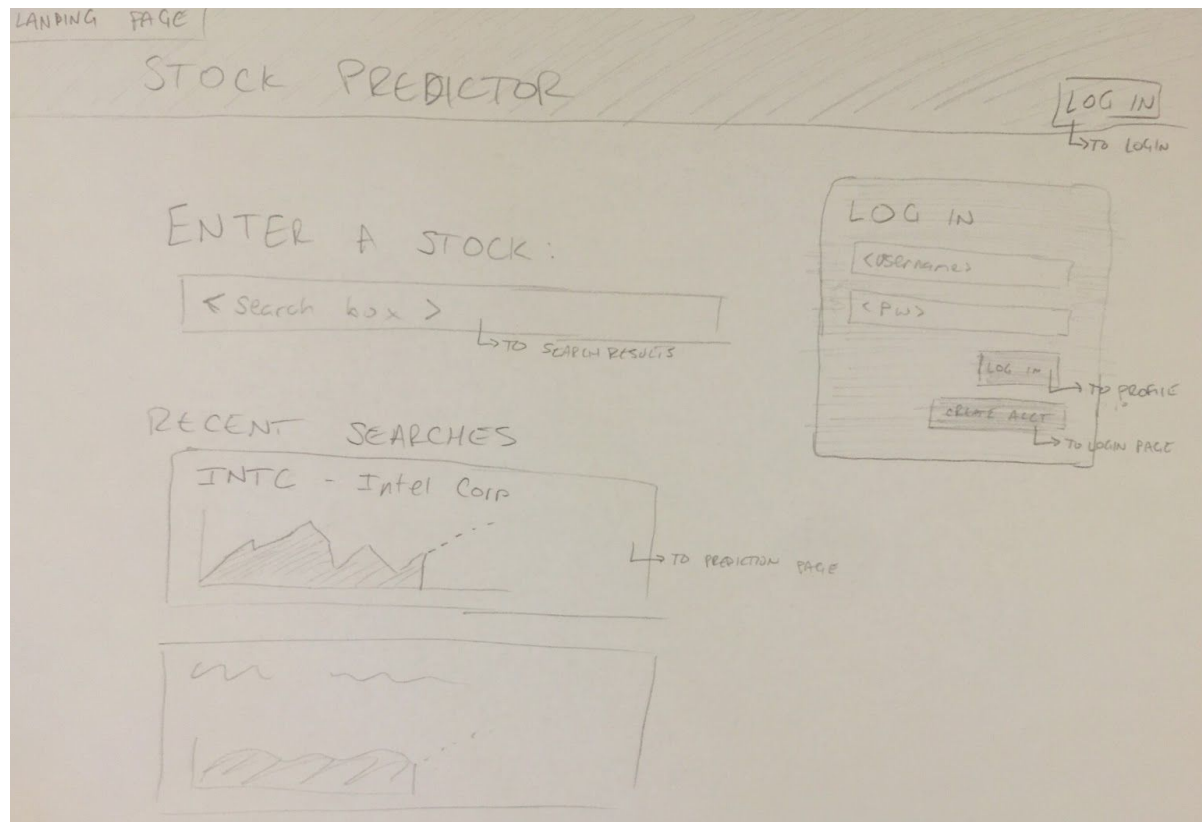 LANDING PAGE
STOCK PREDICTOR
LOG IN
TO LOGIN
ENTER A STOCK:
< search box >
TO SEARCH RESULTS
LOG IN
<username>
<pw>
LOG IN
TO PROFILE
CREATE ACCT
TO LOGIN PAGE
RECENT SEARCHES
INTC - Intel Corp
TO PREDICTION PAGE